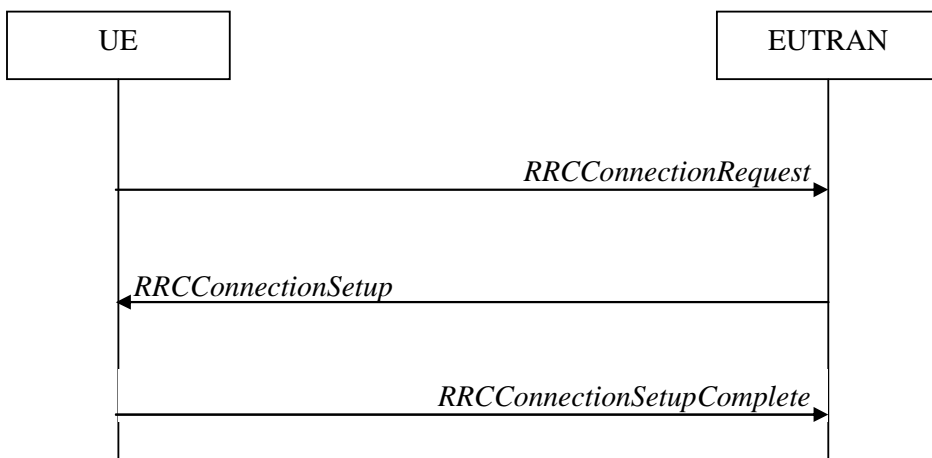 UE
EUTRAN
RRCConnectionRequest
RRCConnectionSetup
RRCConnectionSetupComplete